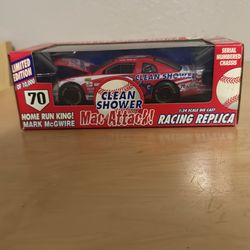 LIMITED
EDITION
OF 10,000
70
HOME RUN KING!
MARK McGWIRE
CLEAN SHOWER
CLEAN
SHOWER
Mac Attack!
SERIAL
NUMBERED
CHASSIS
1:24 SCALE DIE CAST
RACING REPLICA